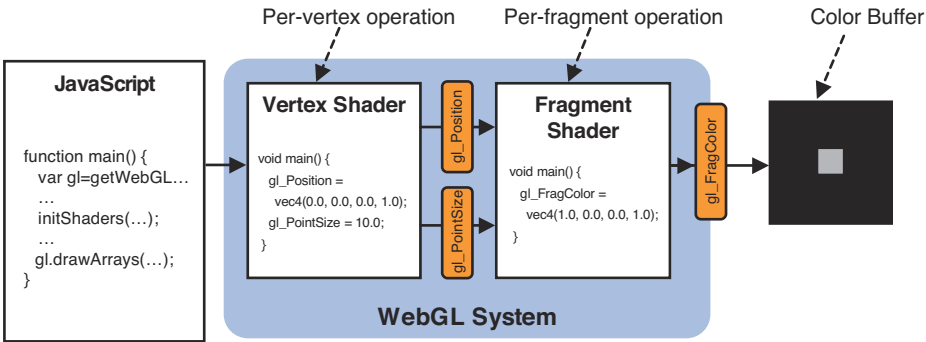 Per-vertex operation
Per-fragment operation
Color Buffer
JavaScript
function main() {
var gl=getWebGL…
…
initShaders(…);
…
gl.drawArrays(…);
}
Vertex Shader
void main() {
gl_Position =
vec4(0.0, 0.0, 0.0, 1.0);
gl_PointSize = 10.0;
}
gl_Position
gl_PointSize
Fragment
Shader
void main() {
gl_FragColor =
vec4(1.0, 0.0, 0.0, 1.0);
}
gl_FragColor
WebGL System